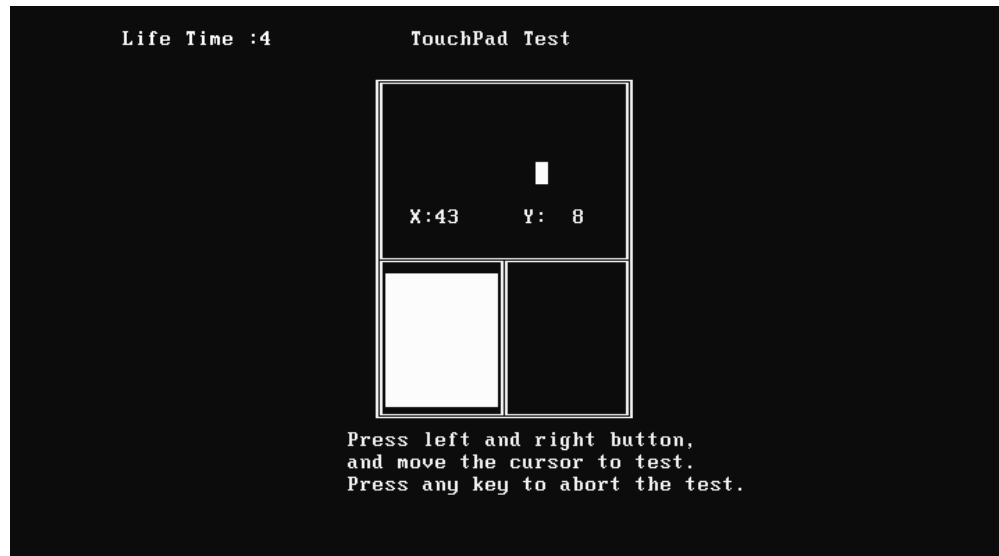 Life Time :4 TouchPad Test
X:43 Y: 8
Press left and right button,
and move the cursor to test.
Press any key to abort the test.